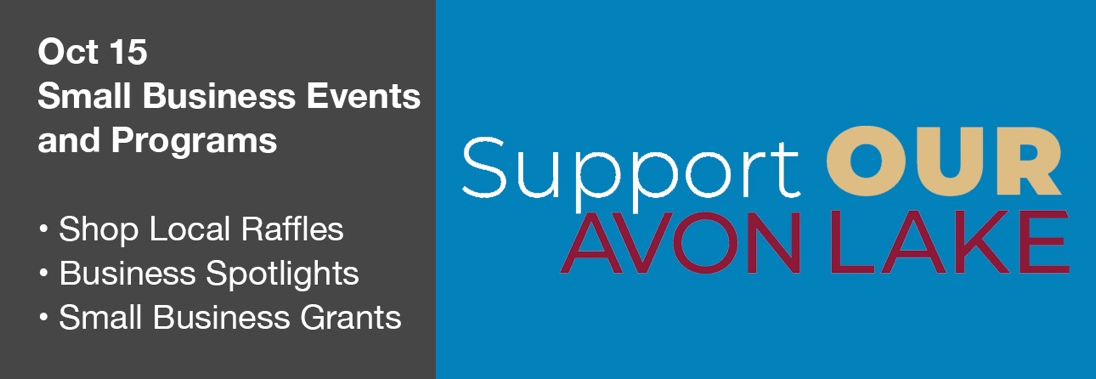 Oct 15
Small Business Events
and Programs
• Shop Local Raffles
• Business Spotlights
• Small Business Grants
Support OUR
AVON LAKE